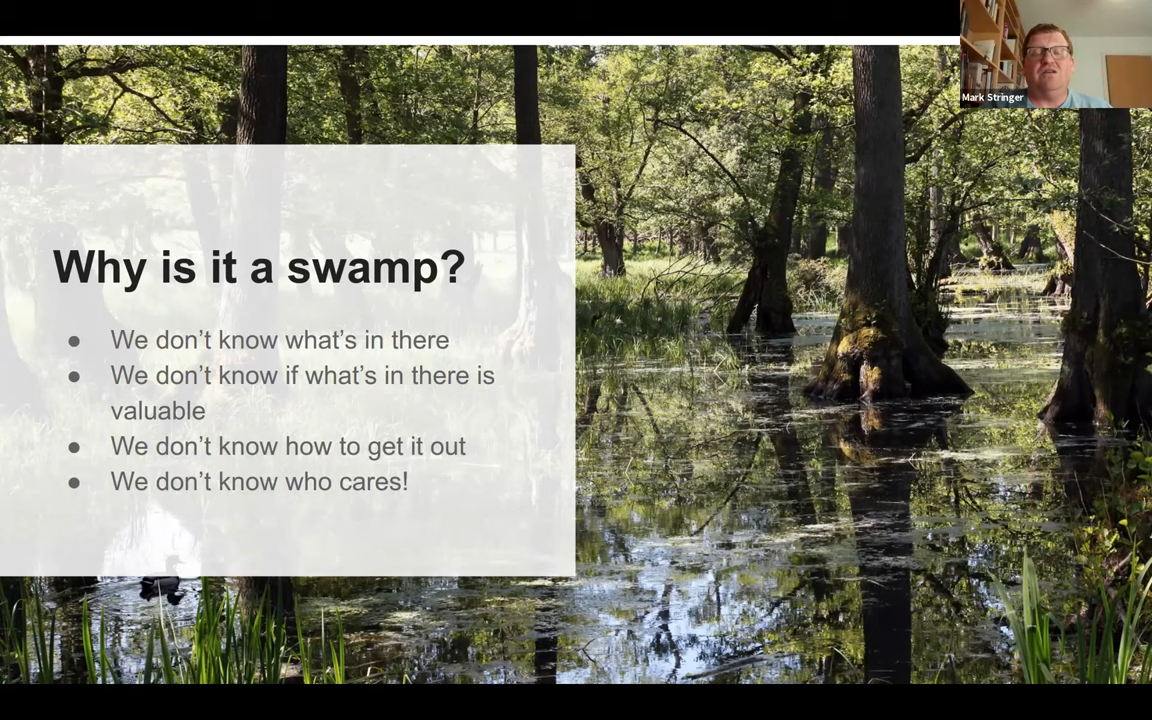 Mark Stringer
Why is it a swamp?
● We don’t know what’s in there
● We don’t know if what’s in there is
valuable
● We don’t know how to get it out
● We don’t know who cares!